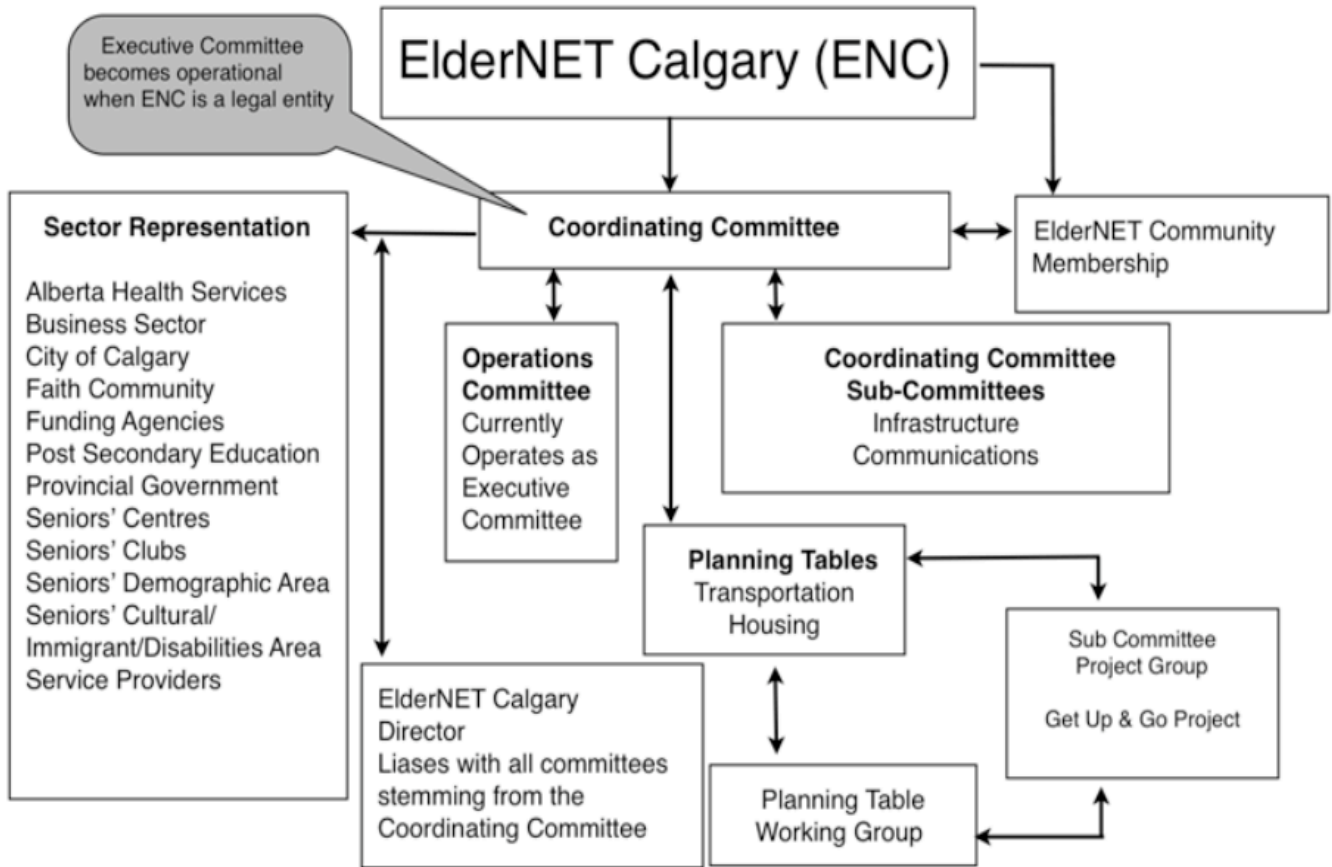 Executive Committee
becomes operational
when ENC is a legal entity
ElderNET Calgary (ENC)
Sector Representation
Alberta Health Services
Business Sector
City of Calgary
Faith Community
Funding Agencies
Post Secondary Education
Provincial Government
Seniors' Centres
Seniors' Clubs
Seniors' Demographic Area
Seniors' Cultural/
Immigrant/Disabilities Area
Service Providers
Coordinating Committee
ElderNET Community
Membership
Operations
Committee
Currently
Operates as
Executive
Committee
Coordinating Committee
Sub-Committees
Infrastructure
Communications
Planning Tables
Transportation
Housing
Sub Committee
Project Group
Get Up & Go Project
ElderNET Calgary
Director
Liases with all committees
stemming from the
Coordinating Committee
Planning Table
Working Group